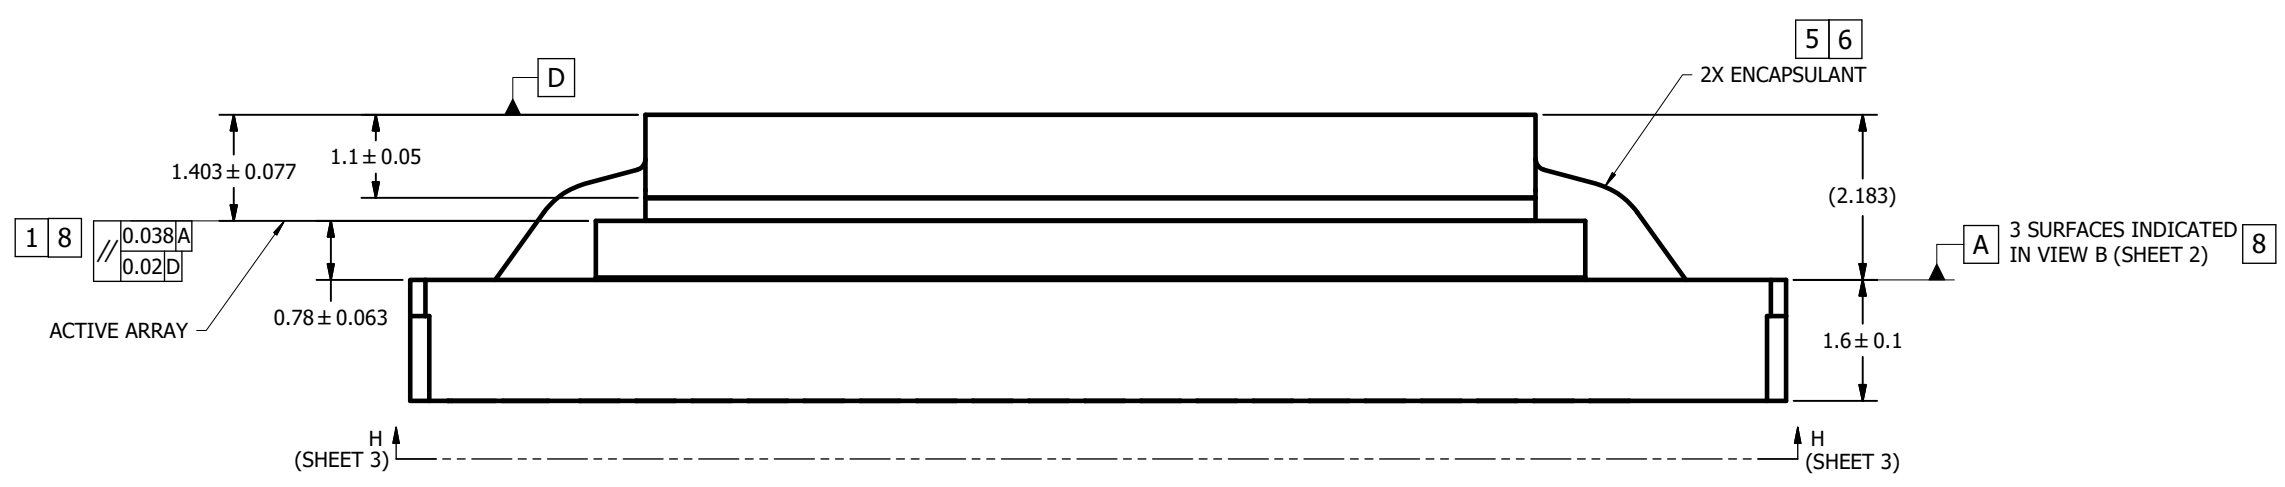 5 6
2X ENCAPSULANT
D
1.403 ± 0.077
1.1 ± 0.05
(2.183)
1 8
// 0.038 A
0.02 D
A
3 SURFACES INDICATED
IN VIEW B (SHEET 2)
8
ACTIVE ARRAY
0.78 ± 0.063
1.6 ± 0.1
H
(SHEET 3)
H
(SHEET 3)